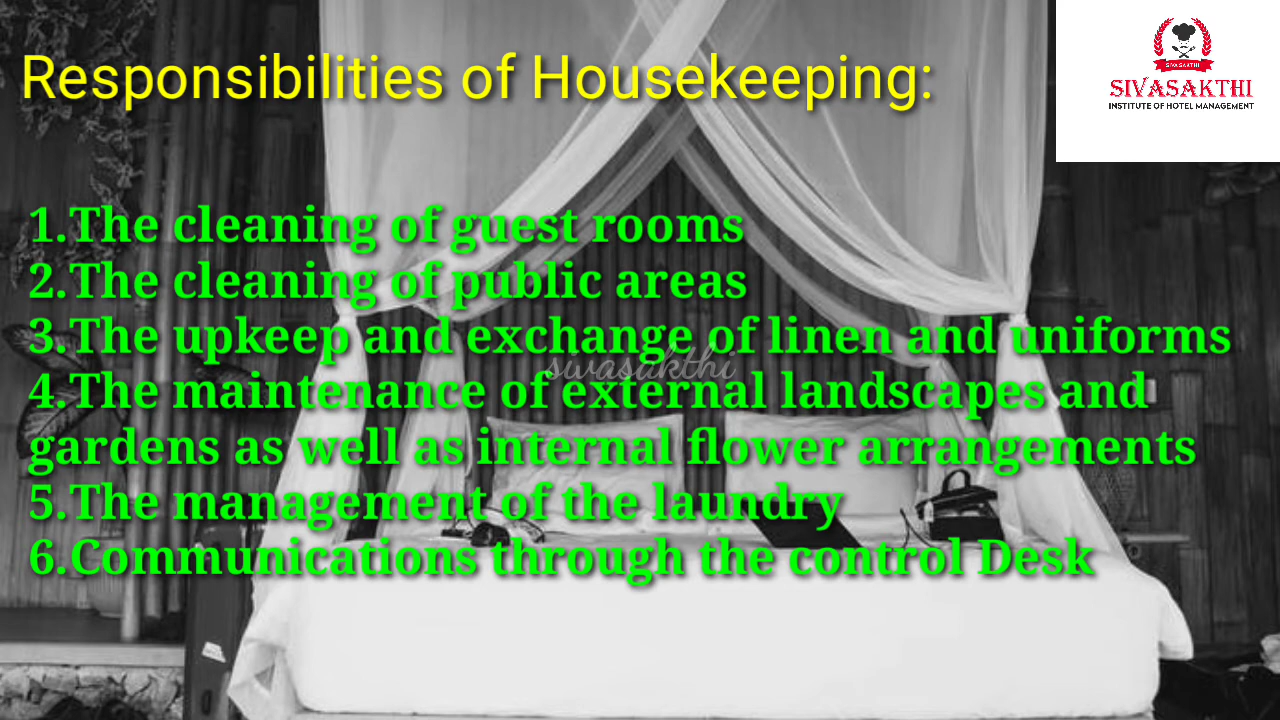 Responsibilities of Housekeeping:
SIVA SAKTHI
SIVASAKTHI
INSTITUTE OF HOTEL MANAGEMENT
1.The cleaning of guest rooms
2.The cleaning of public areas
3.The upkeep and exchange of linen and uniforms
sivasakthi
4.The maintenance of external landscapes and
gardens as well as internal flower arrangements
5.The management of the laundry
6.Communications through the control Desk